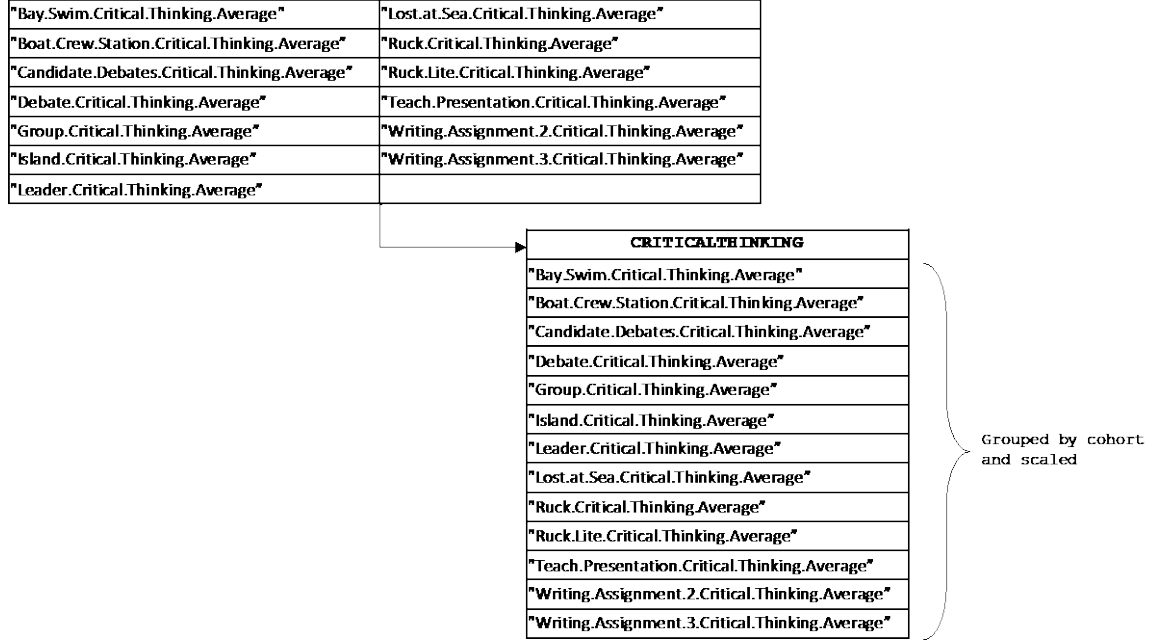 "Bay.Swim.Critical.Thinking.Average" "Lost.at.Sea.Critical.Thinking.Average”
"Boat.Crew.Station.Critical.Thinking.Average” "Ruck.Critical.Thinking.Average”
"Candidate.Debates.Critical.Thinking.Average” "Ruck.Lite.Critical.Thinking.Average”
"Debate.Critical.Thinking.Average” "Teach.Presentation.Critical.Thinking.Average”
"Group.Critical.Thinking.Average” "Writing.Assignment.2.Critical.Thinking.Average”
"Island.Critical.Thinking.Average” "Writing.Assignment.3.Critical.Thinking.Average”
"Leader.Critical.Thinking.Average”
CRITICALTHINKING
"Bay.Swim.Critical.Thinking.Average"
"Boat.Crew.Station.Critical.Thinking.Average”
"Candidate.Debates.Critical.Thinking.Average”
"Debate.Critical.Thinking.Average”
"Group.Critical.Thinking.Average”
"Island.Critical.Thinking.Average”
"Leader.Critical.Thinking.Average”
"Lost.at.Sea.Critical.Thinking.Average”
"Ruck.Critical.Thinking.Average”
"Ruck.Lite.Critical.Thinking.Average”
"Teach.Presentation.Critical.Thinking.Average”
"Writing.Assignment.2.Critical.Thinking.Average”
"Writing.Assignment.3.Critical.Thinking.Average”
Grouped by cohort
and scaled